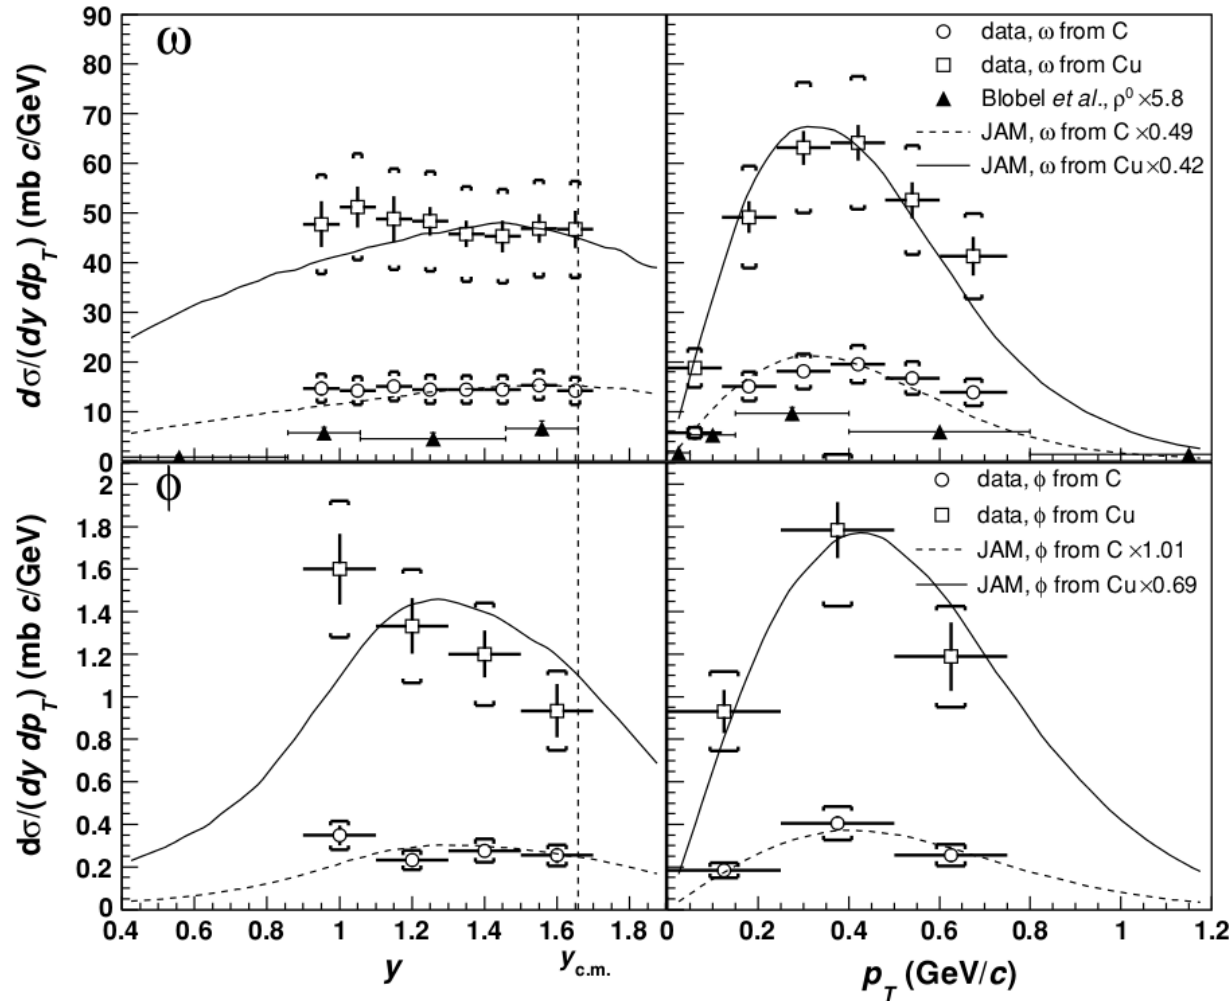 dσ/(dy dp_T) (mb c/GeV)
90
80
70
60
50
40
30
20
10
0
ω
data, ω from C
data, ω from Cu
Blobel et al., ρ⁰ ×5.8
JAM, ω from C ×0.49
JAM, ω from Cu×0.42
dσ/(dy dp_T) (mb c/GeV)
2
1.8
1.6
1.4
1.2
1
0.8
0.6
0.4
0.2
0
ϕ
data, ϕ from C
data, ϕ from Cu
JAM, ϕ from C ×1.01
JAM, ϕ from Cu×0.69
0.4 0.6 0.8 1 1.2 1.4 1.6 1.8
y
y_c.m.
0 0.2 0.4 0.6 0.8 1 1.2
p_T (GeV/c)